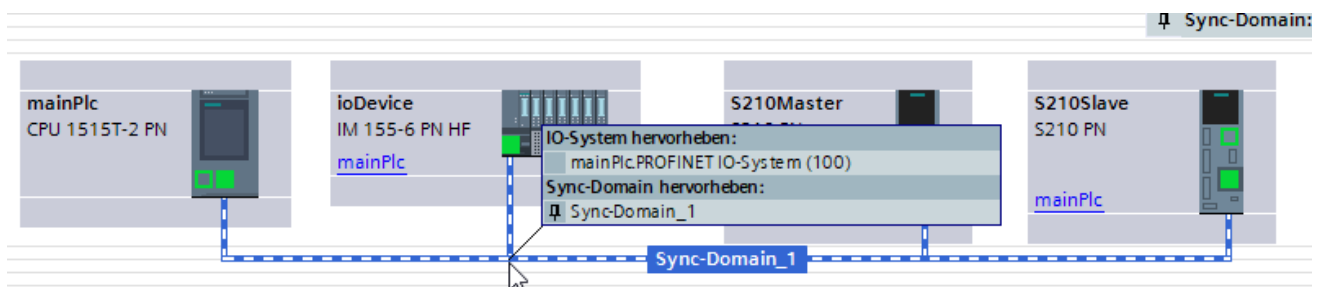 Sync-Domain:
mainPlc
CPU 1515T-2 PN
ioDevice
IM 155-6 PN HF
mainPlc
S210Master
S210Slave
S210 PN
mainPlc
IO-System hervorheben:
mainPlc.PROFINET IO-System (100)
Sync-Domain hervorheben:
Sync-Domain_1
Sync-Domain_1